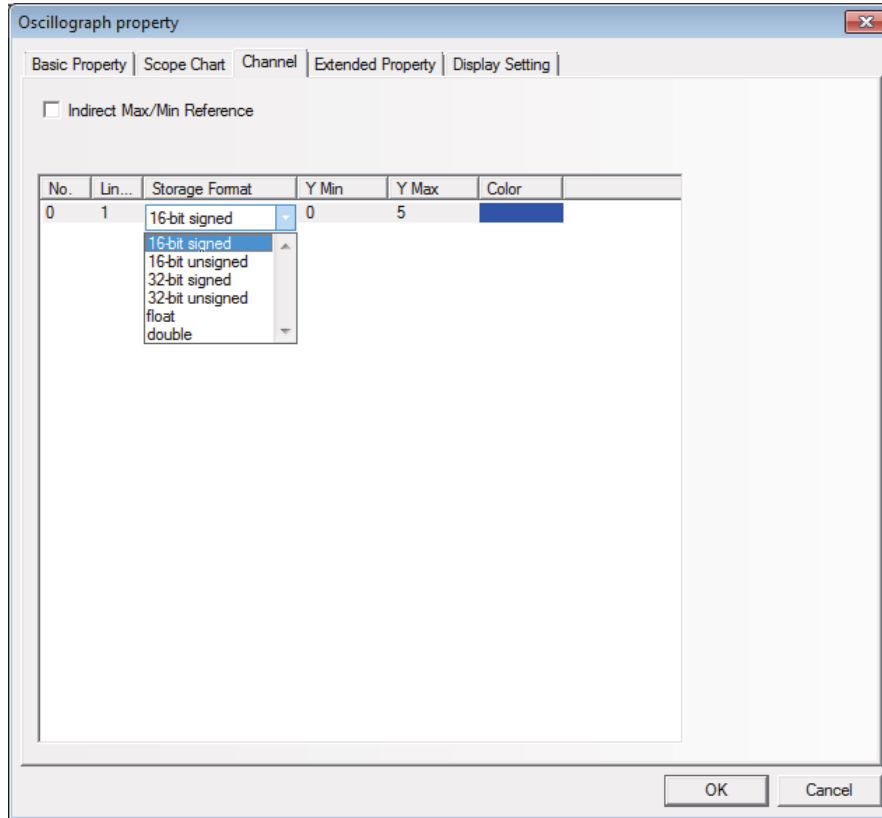 Oscillograph property
Basic Property Scope Chart Channel Extended Property Display Setting
Indirect Max/Min Reference
No. Lin... Storage Format Y Min Y Max Color
0 1 16-bit signed 0 5
16-bit signed
16-bit unsigned
32-bit signed
32-bit unsigned
float
double
OK Cancel